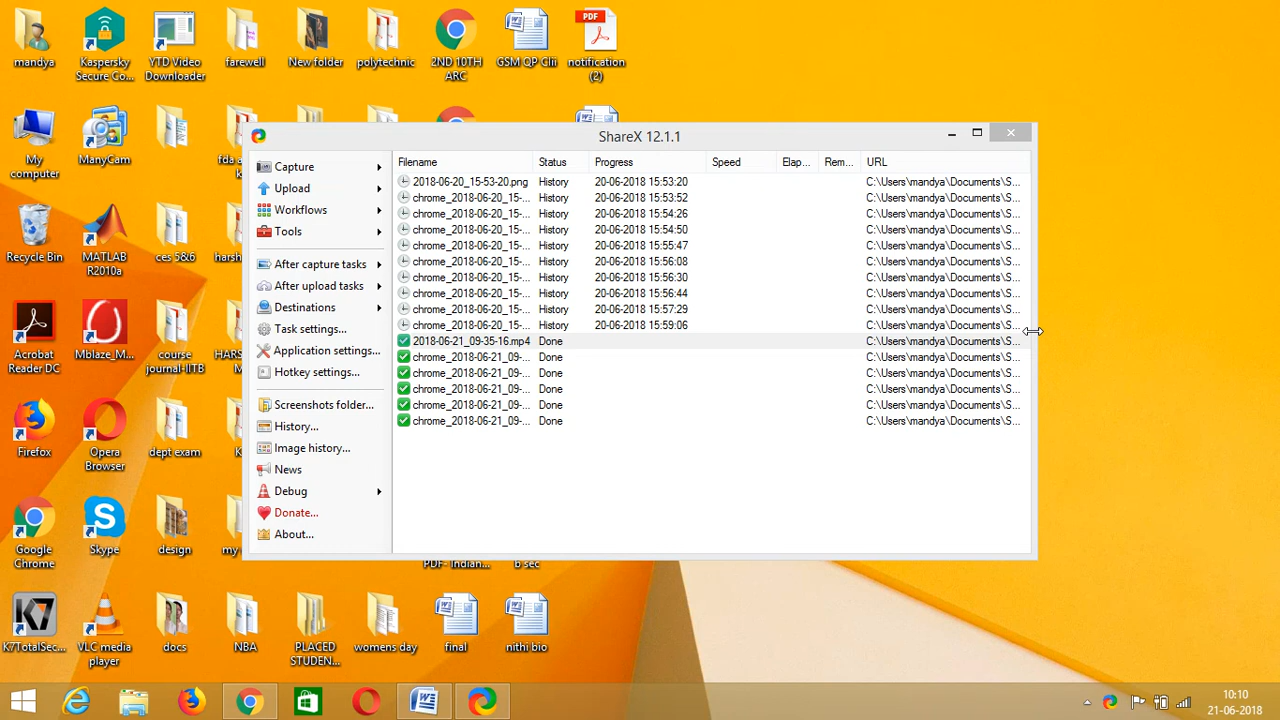 mandya
Kaspersky
Secure Co...
YTD Video
Downloader
farewell
New folder
polytechnic
2ND 10TH
ARC
GSM QP Clii
PDF
notification
(2)
My
computer
ManyCam
fda a
k
ShareX 12.1.1
Capture
Upload
Workflows
Tools
After capture tasks
After upload tasks
Destinations
Task settings...
Application settings...
Hotkey settings...
Screenshots folder...
History...
Image history...
News
Debug
Donate...
About...
Filename Status Progress Speed Elap... Rem... URL
2018-06-20_15-53-20.png History 20-06-2018 15:53:20 C:\Users\mandya\Documents\S...
chrome_2018-06-20_15-... History 20-06-2018 15:53:52 C:\Users\mandya\Documents\S...
chrome_2018-06-20_15-... History 20-06-2018 15:54:26 C:\Users\mandya\Documents\S...
chrome_2018-06-20_15-... History 20-06-2018 15:54:50 C:\Users\mandya\Documents\S...
chrome_2018-06-20_15-... History 20-06-2018 15:55:47 C:\Users\mandya\Documents\S...
chrome_2018-06-20_15-... History 20-06-2018 15:56:08 C:\Users\mandya\Documents\S...
chrome_2018-06-20_15-... History 20-06-2018 15:56:30 C:\Users\mandya\Documents\S...
chrome_2018-06-20_15-... History 20-06-2018 15:56:44 C:\Users\mandya\Documents\S...
chrome_2018-06-20_15-... History 20-06-2018 15:57:29 C:\Users\mandya\Documents\S...
chrome_2018-06-20_15-... History 20-06-2018 15:59:06 C:\Users\mandya\Documents\S...
2018-06-21_09-35-16.mp4 Done C:\Users\mandya\Documents\S...
chrome_2018-06-21_09-... Done C:\Users\mandya\Documents\S...
chrome_2018-06-21_09-... Done C:\Users\mandya\Documents\S...
chrome_2018-06-21_09-... Done C:\Users\mandya\Documents\S...
chrome_2018-06-21_09-... Done C:\Users\mandya\Documents\S...
chrome_2018-06-21_09-... Done C:\Users\mandya\Documents\S...
Recycle Bin
MATLAB
R2010a
ces 5&6
harsh
Acrobat
Reader DC
Mblaze_M...
course
journal-IITB
HARS
M
Firefox
Opera
Browser
dept exam
K
Google
Chrome
Skype
design
my
PDF- Indian...
b sec
K7TotalSec...
VLC media
player
docs
NBA
PLACED
STUDEN...
womens day
final
nithi bio
10:10
21-06-2018